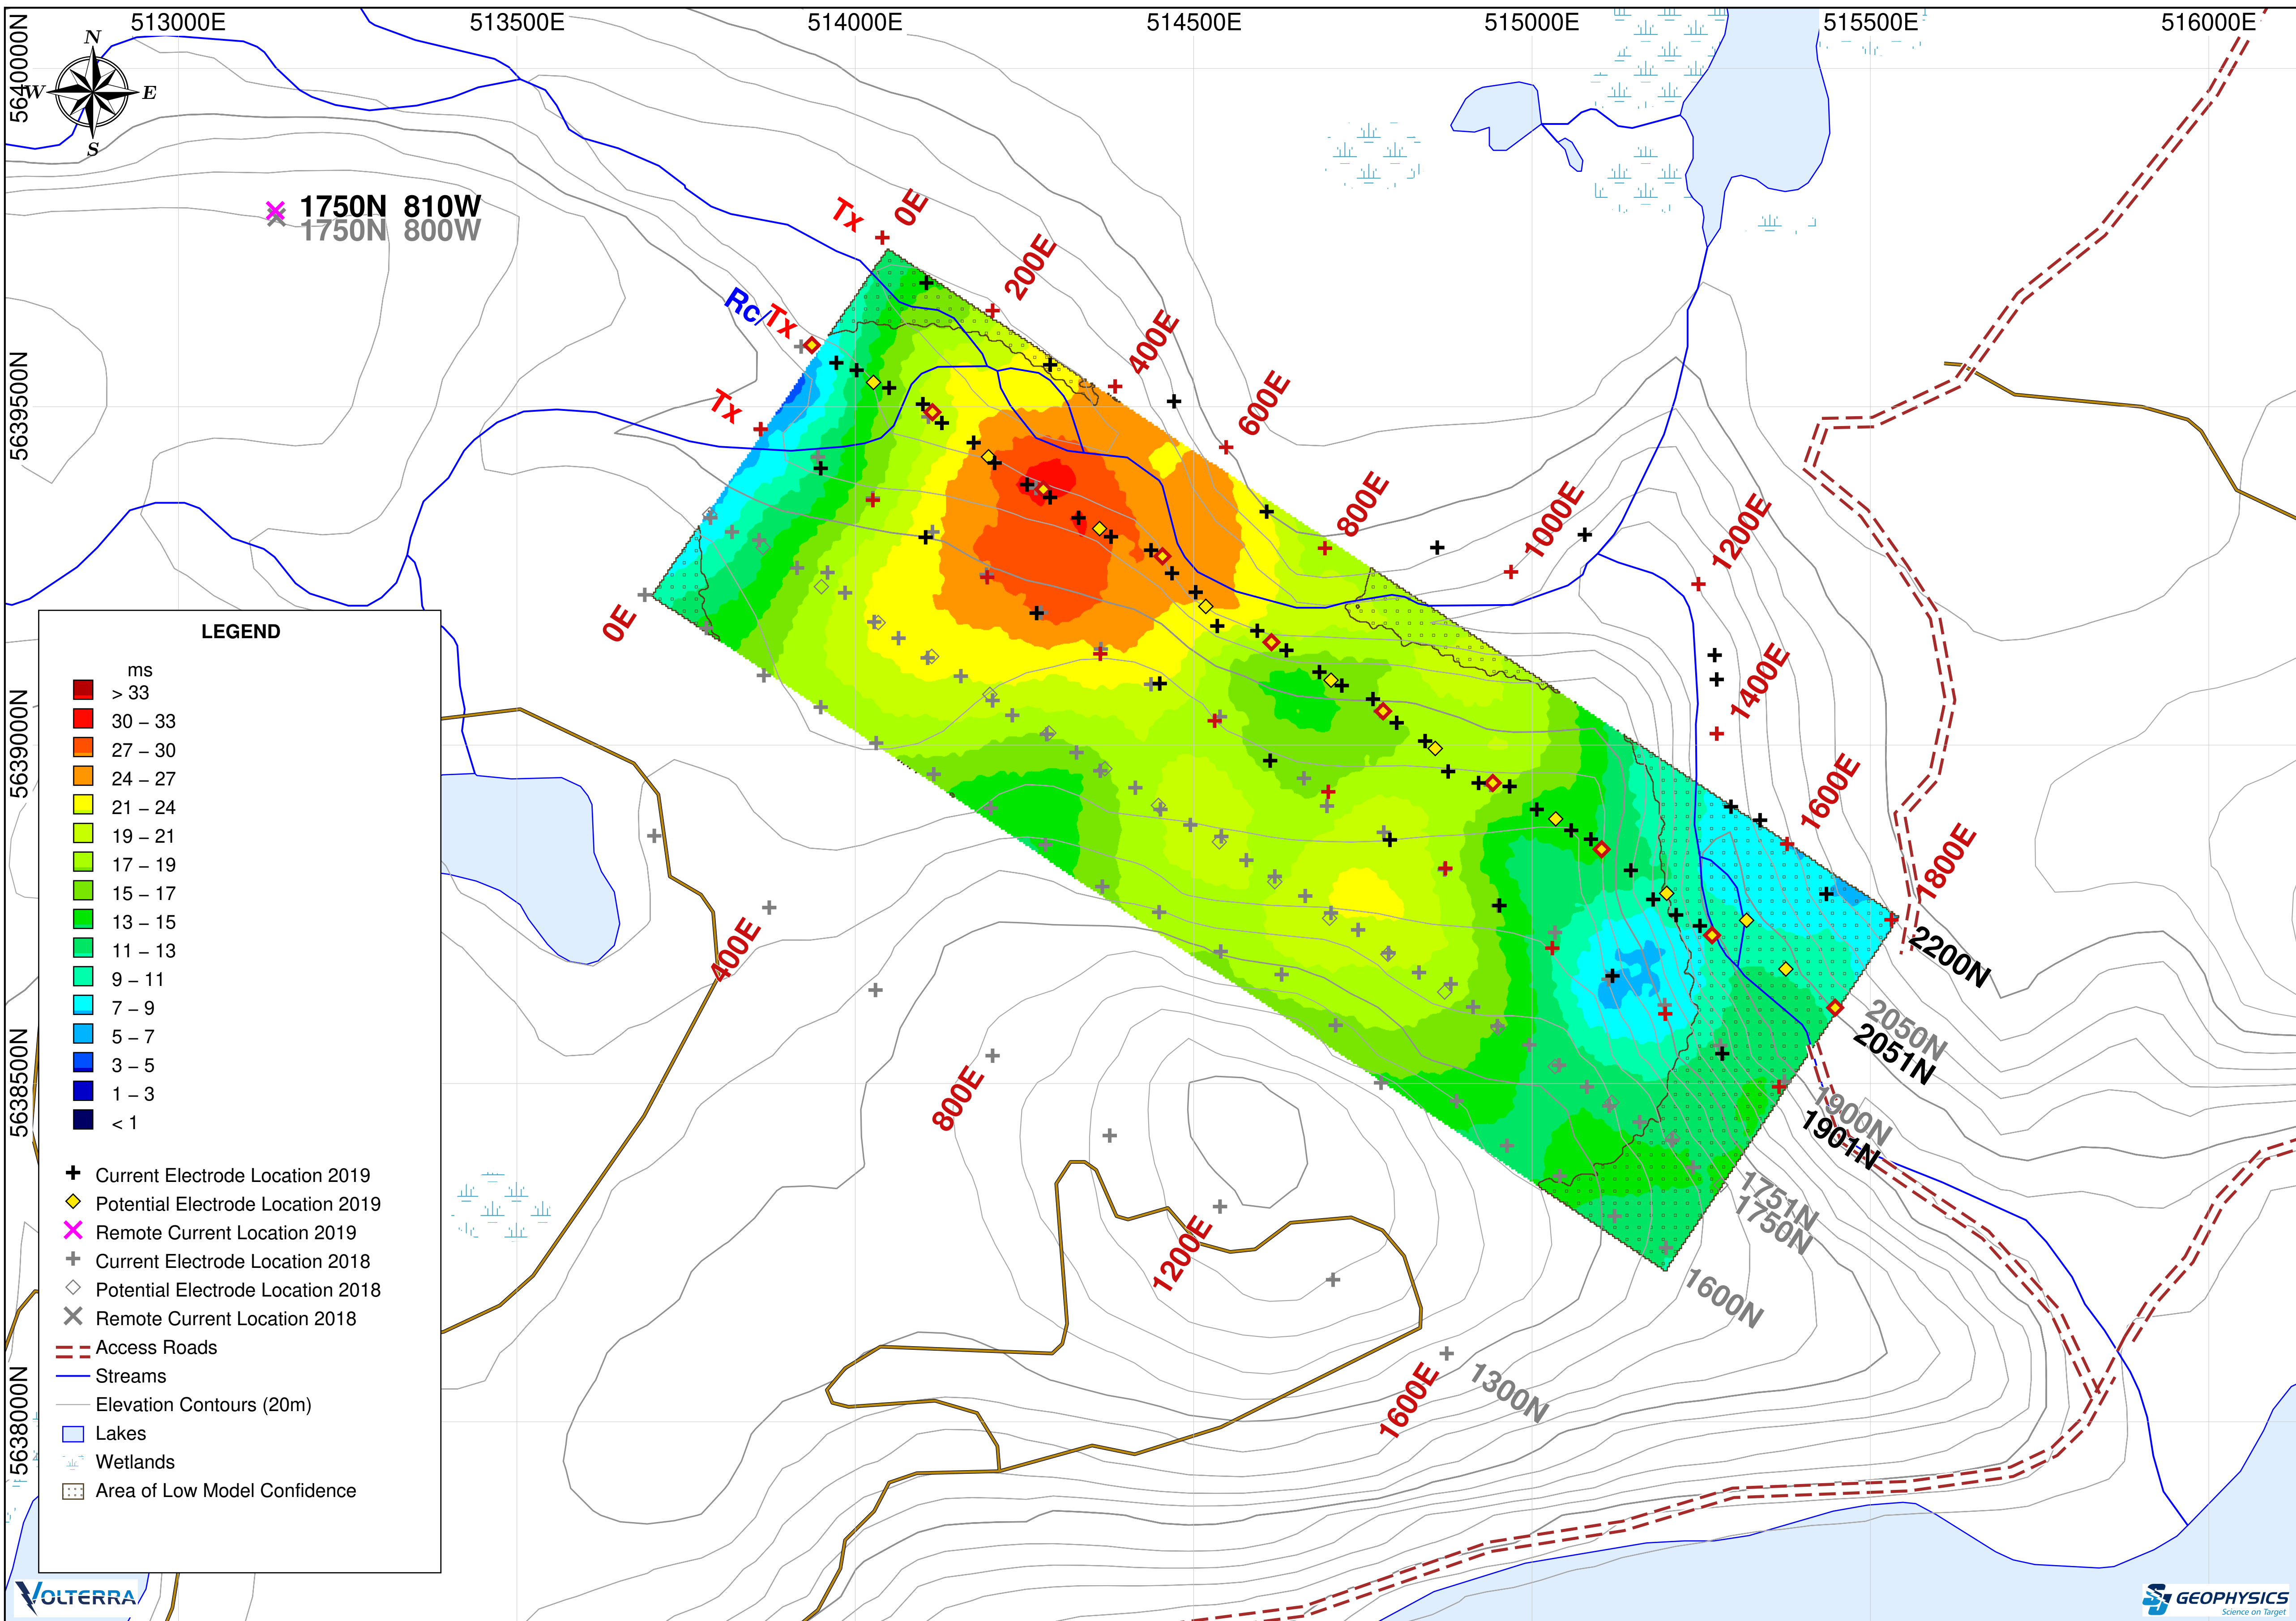 513000E
513500E
514000E
514500E
515000E
515500E
516000E
5640000N
5639500N
5639000N
5638500N
5638000N
N
W
E
S
1750N 810W
1750N 800W
Tx
0E
200E
Rc/Tx
400E
Tx
600E
800E
1000E
1200E
0E
1400E
1600E
1800E
400E
2200N
2050N
2051N
800E
1900N
1901N
1751N
1750N
1200E
1600N
1600E
1300N
LEGEND
ms
> 33
30 – 33
27 – 30
24 – 27
21 – 24
19 – 21
17 – 19
15 – 17
13 – 15
11 – 13
9 – 11
7 – 9
5 – 7
3 – 5
1 – 3
< 1
Current Electrode Location 2019
Potential Electrode Location 2019
Remote Current Location 2019
Current Electrode Location 2018
Potential Electrode Location 2018
Remote Current Location 2018
Access Roads
Streams
Elevation Contours (20m)
Lakes
Wetlands
Area of Low Model Confidence
VOLTERRA
SJ GEOPHYSICS
Science on Target